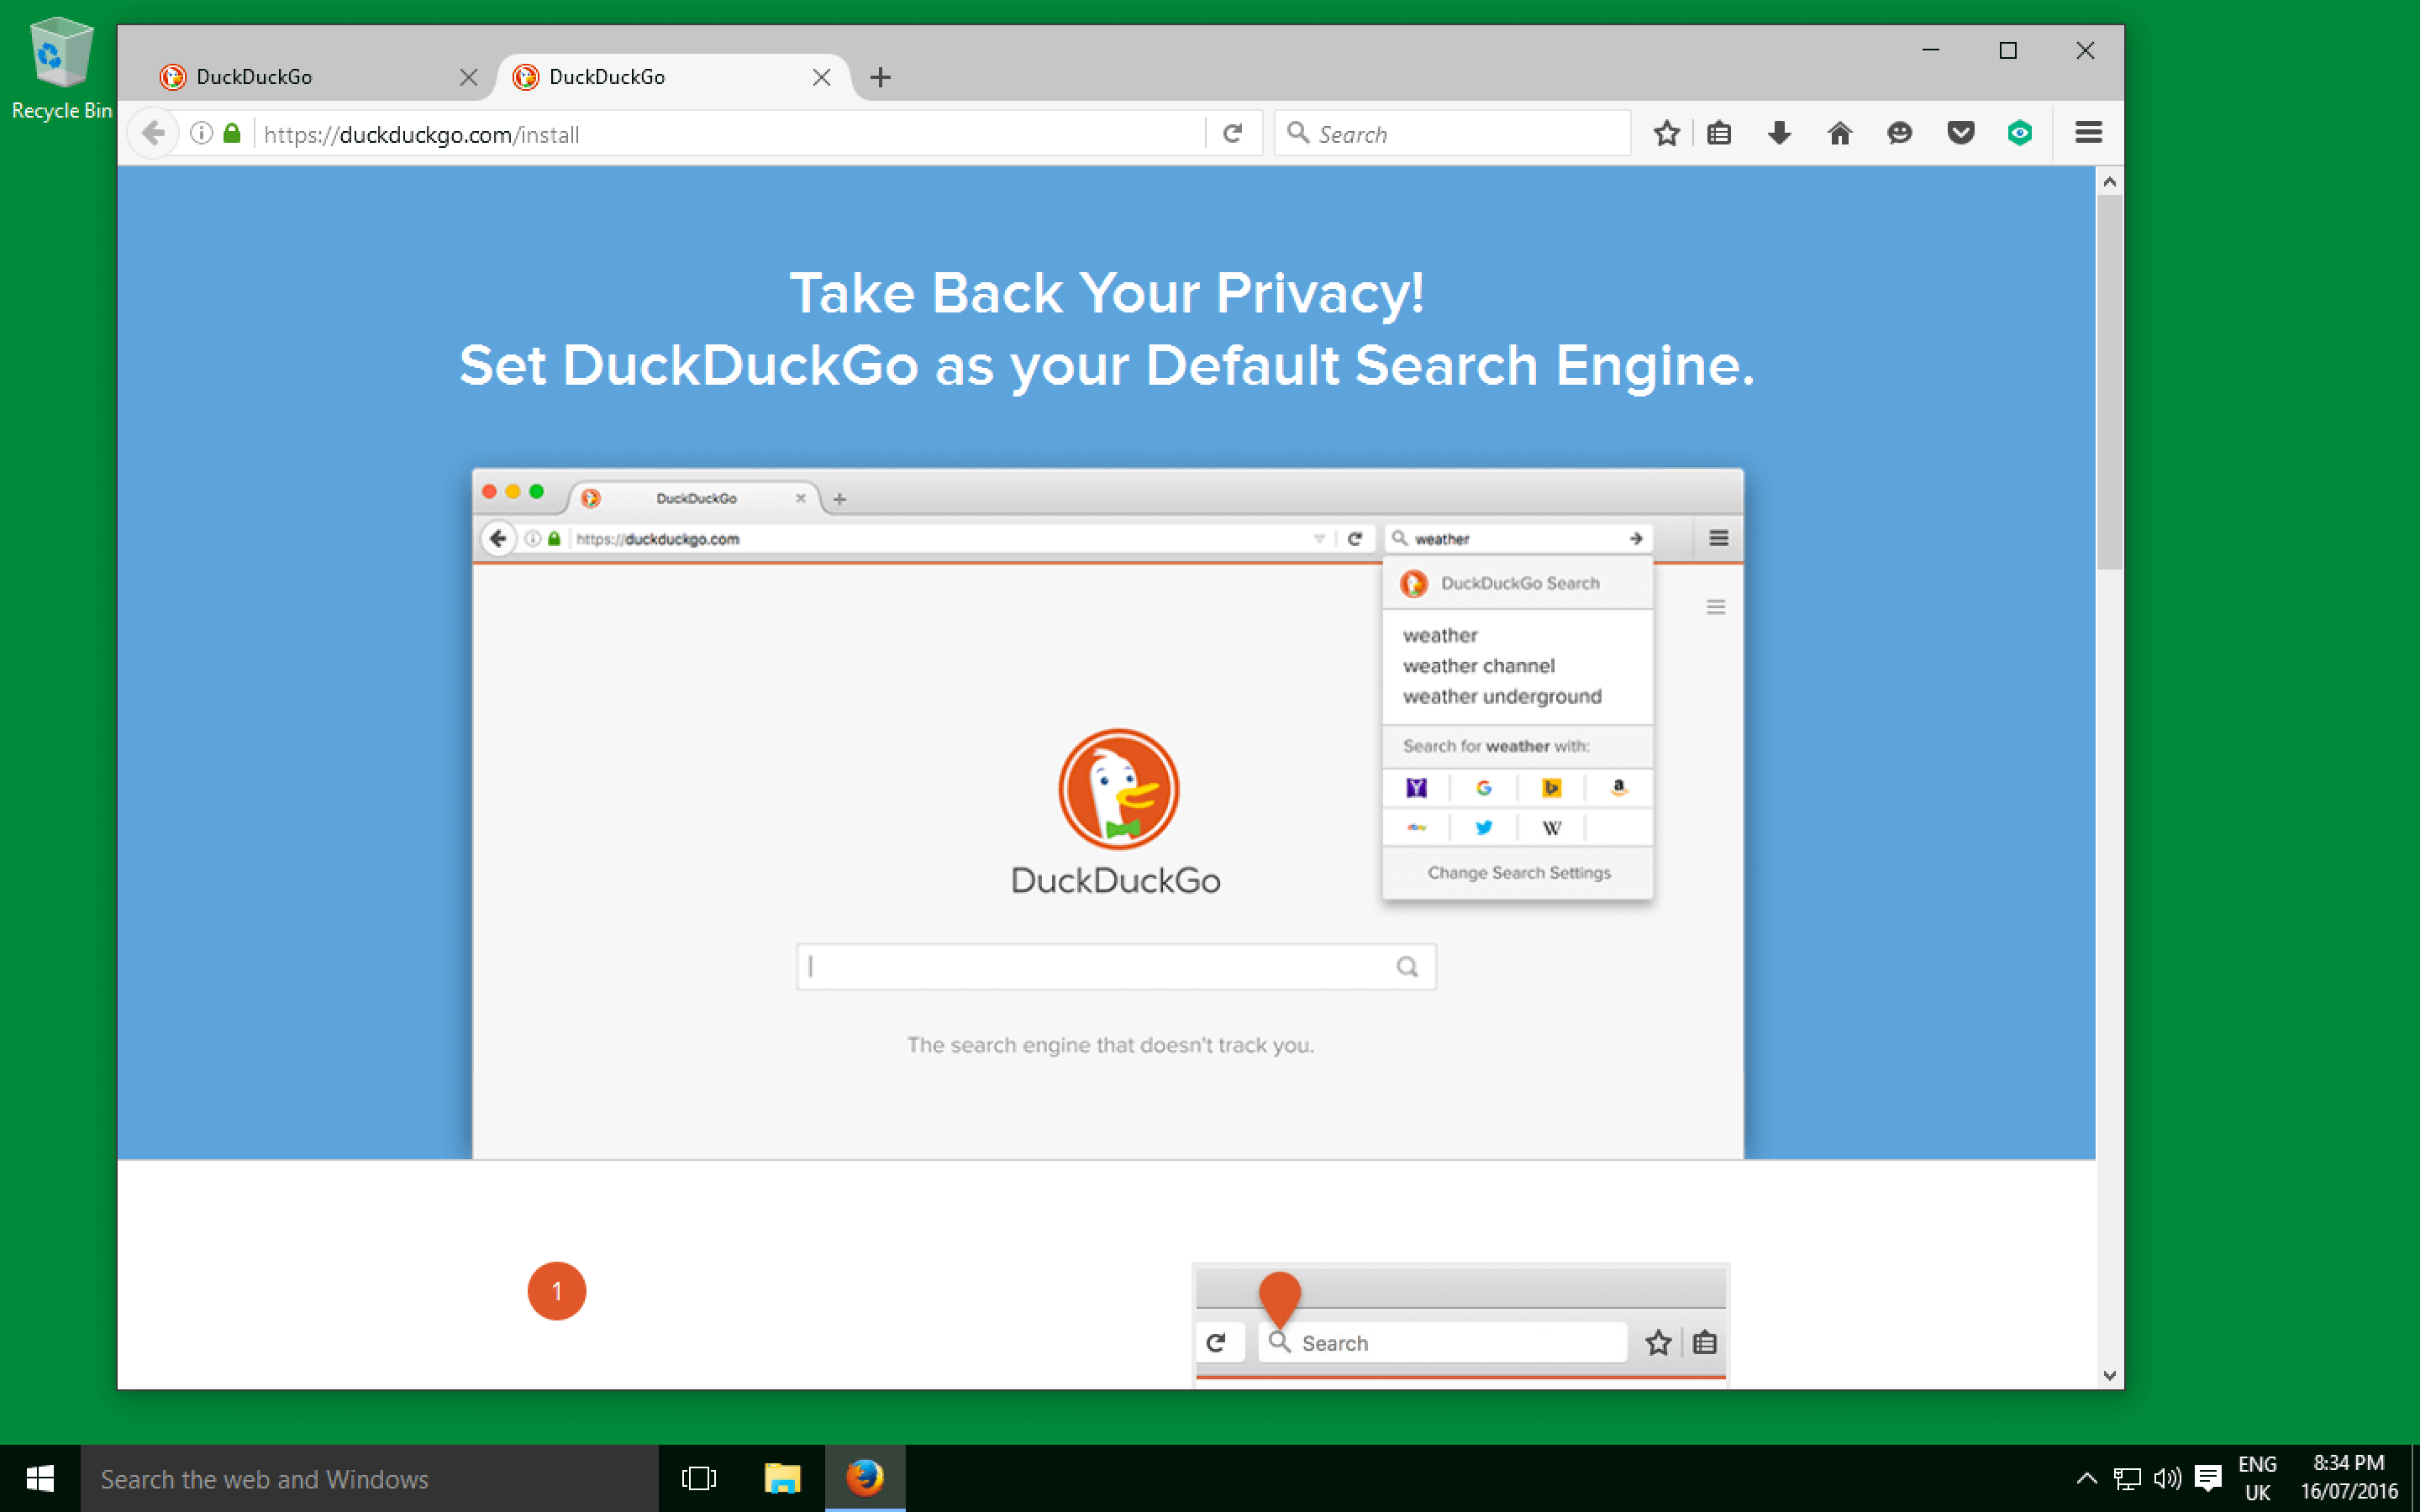 Recycle Bin
DuckDuckGo
DuckDuckGo
https://duckduckgo.com/install
Search
Take Back Your Privacy!
Set DuckDuckGo as your Default Search Engine.
DuckDuckGo
https://duckduckgo.com
weather
DuckDuckGo Search
weather
weather channel
weather underground
Search for weather with:
Change Search Settings
DuckDuckGo
The search engine that doesn't track you.
1
Search
Search the web and Windows
ENG
UK
8:34 PM
16/07/2016